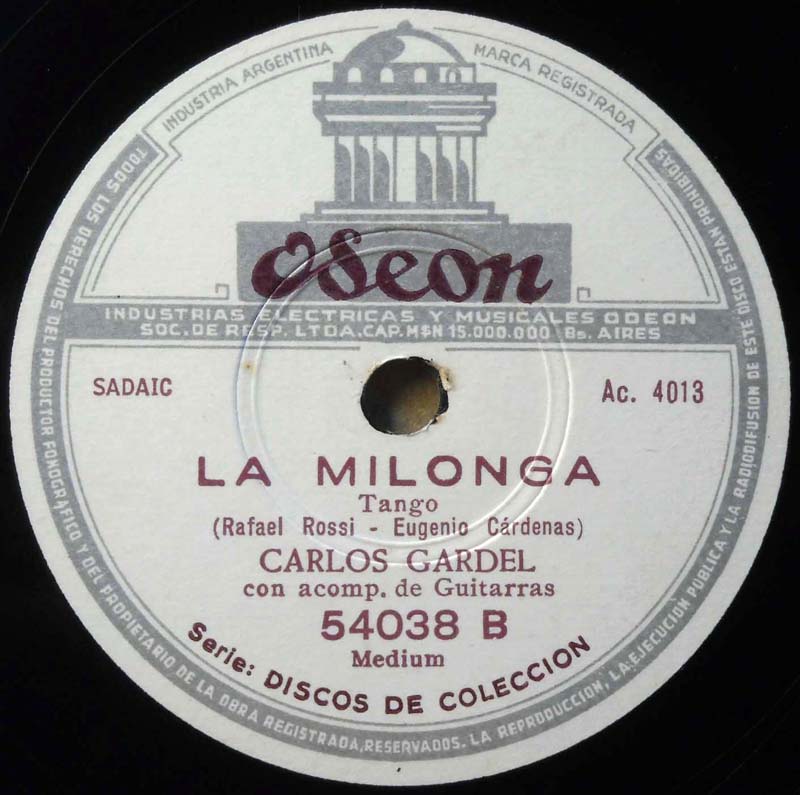 INDUSTRIA ARGENTINA
MARCA REGISTRADA
Odeon
INDUSTRIAS ELECTRICAS Y MUSICALES ODEON
SOC. DE RESP. LTDA. CAP. M$N 15.000.000 Bs. AIRES
SADAIC
Ac. 4013
LA MILONGA
Tango
(Rafael Rossi - Eugenio Cárdenas)
CARLOS GARDEL
con acomp. de Guitarras
54038 B
Medium
Serie: DISCOS DE COLECCION
TODOS LOS DERECHOS DEL PRODUCTOR FONOGRÁFICO Y DEL PROPIETARIO DE LA OBRA REGISTRADA, RESERVADOS. LA REPRODUCCION, LA EJECUCION PUBLICA Y LA RADIODIFUSION DE ESTE DISCO ESTAN PROHIBIDAS